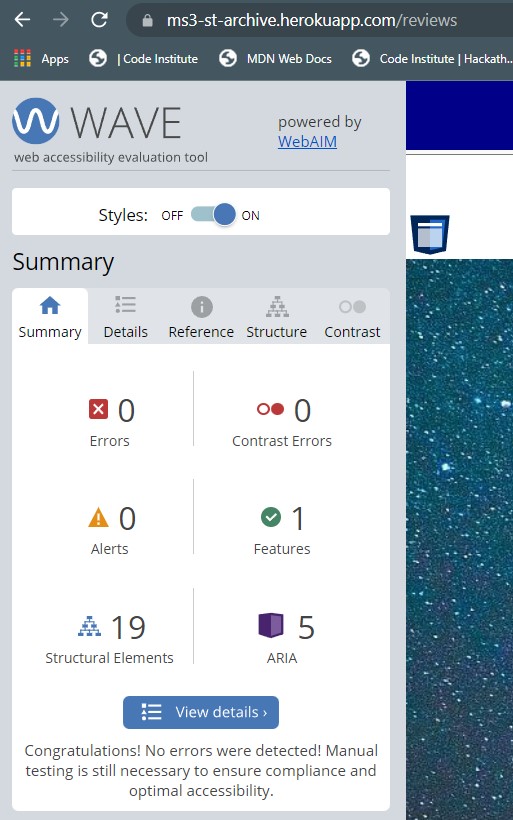 ms3-st-archive.herokuapp.com/reviews
Apps | Code Institute MDN Web Docs Code Institute | Hackath...
WAVE
web accessibility evaluation tool
powered by
WebAIM
Styles: OFF ON
Summary
Summary Details Reference Structure Contrast
0 0
Errors Contrast Errors
0 1
Alerts Features
19 5
Structural Elements ARIA
View details ›
Congratulations! No errors were detected! Manual
testing is still necessary to ensure compliance and
optimal accessibility.